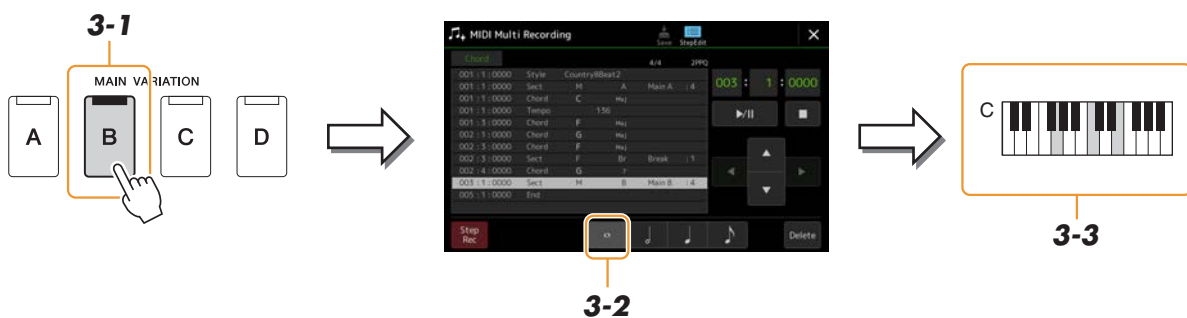 3-1
MAIN VARIATION
A
B
C
D
MIDI Multi Recording
Save
StepEdit
Chord
4/4
2PPQ
001 : 1 : 0000 Style Country8Beat2
001 : 1 : 0000 Sect M A Main A : 4
001 : 1 : 0000 Chord C Maj
001 : 1 : 0000 Tempo 136
001 : 3 : 0000 Chord F Maj
002 : 1 : 0000 Chord G Maj
002 : 3 : 0000 Chord F Maj
002 : 3 : 0000 Sect F Br Break : 1
002 : 4 : 0000 Chord G 7
003 : 1 : 0000 Sect M B Main B : 4
005 : 1 : 0000 End
003 : 1 : 0000
Step
Rec
Delete
3-2
C
3-3